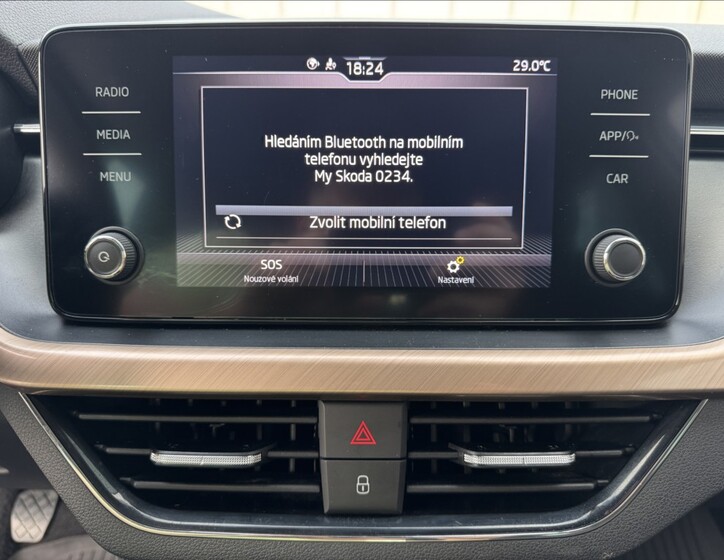 18:24
29.0°C
RADIO
MEDIA
MENU
Hledáním Bluetooth na mobilním
telefonu vyhledejte
My Skoda 0234.
Zvolit mobilní telefon
SOS
Nouzové volání
Nastavení
PHONE
APP/
CAR